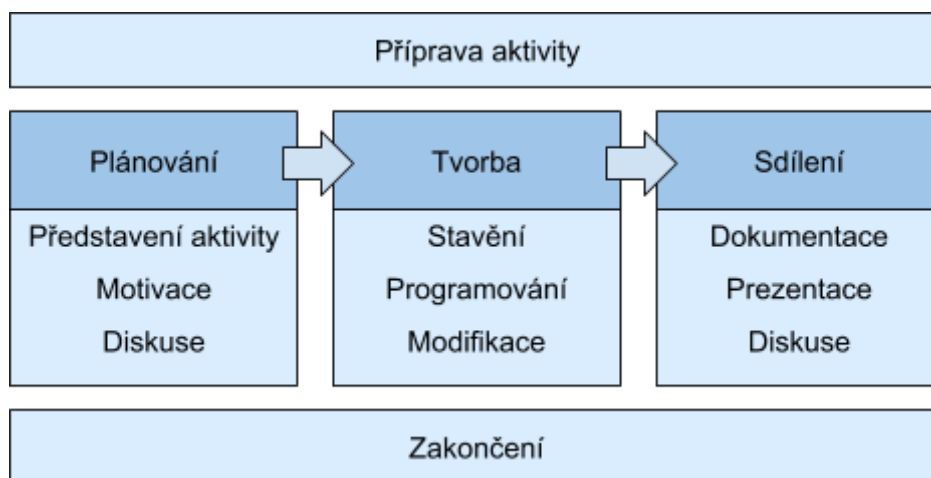 Příprava aktivity
Plánování
Představení aktivity
Motivace
Diskuse
Tvorba
Stavění
Programování
Modifikace
Sdílení
Dokumentace
Prezentace
Diskuse
Zakončení